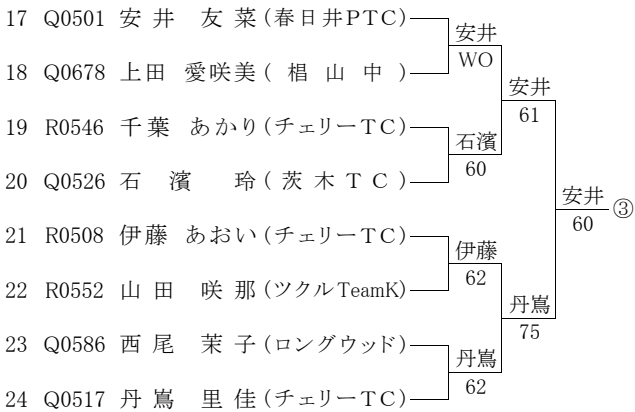 17 Q0501 安井 友菜(春日井PTC)
安井
WO
18 Q0678 上田 愛咲美(椙山中)
安井
61
19 R0546 千葉 あかり(チェリーTC)
石濱
60
20 Q0526 石濱 玲(茨木TC)
安井 ③
60
21 R0508 伊藤 あおい(チェリーTC)
伊藤
62
22 R0552 山田 咲那(ツクルTeamK)
丹嶌
75
23 Q0586 西尾 茉子(ロングウッド)
丹嶌
62
24 Q0517 丹嶌 里佳(チェリーTC)